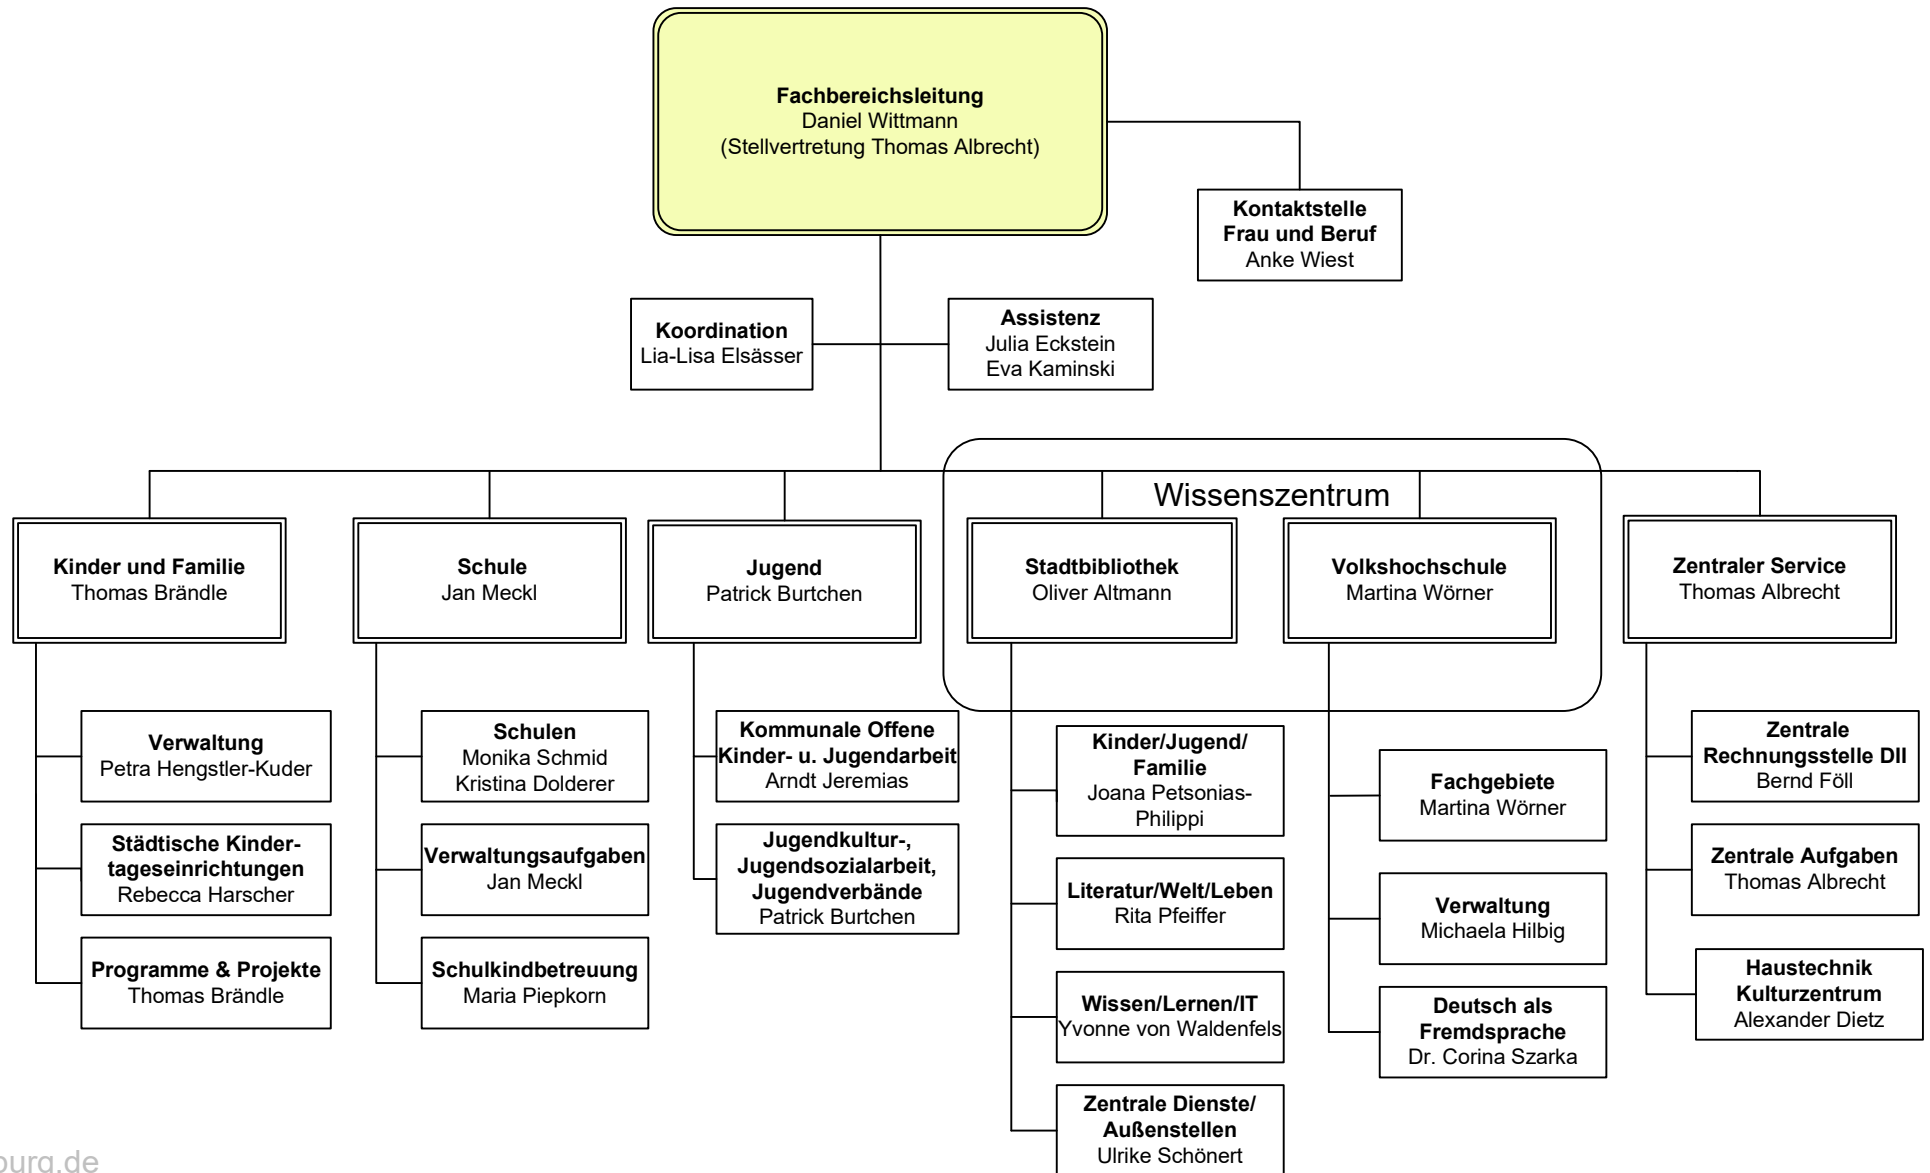 Fachbereichsleitung
Daniel Wittmann
(Stellvertretung Thomas Albrecht)
Kontaktstelle
Frau und Beruf
Anke Wiest
Koordination
Lia-Lisa Elsässer
Assistenz
Julia Eckstein
Eva Kaminski
Wissenszentrum
Kinder und Familie
Thomas Brändle
Schule
Jan Meckl
Jugend
Patrick Burtchen
Stadtbibliothek
Oliver Altmann
Volkshochschule
Martina Wörner
Zentraler Service
Thomas Albrecht
Verwaltung
Petra Hengstler-Kuder
Städtische Kinder-
tageseinrichtungen
Rebecca Harscher
Programme & Projekte
Thomas Brändle
Schulen
Monika Schmid
Kristina Dolderer
Verwaltungsaufgaben
Jan Meckl
Schulkindbetreuung
Maria Piepkorn
Kommunale Offene
Kinder- u. Jugendarbeit
Arndt Jeremias
Jugendkultur-,
Jugendsozialarbeit,
Jugendverbände
Patrick Burtchen
Kinder/Jugend/
Familie
Joana Petsonias-
Philippi
Literatur/Welt/Leben
Rita Pfeiffer
Wissen/Lernen/IT
Yvonne von Waldenfels
Zentrale Dienste/
Außenstellen
Ulrike Schönert
Fachgebiete
Martina Wörner
Verwaltung
Michaela Hilbig
Deutsch als
Fremdsprache
Dr. Corina Szarka
Zentrale
Rechnungsstelle DII
Bernd Föll
Zentrale Aufgaben
Thomas Albrecht
Haustechnik
Kulturzentrum
Alexander Dietz
burg.de